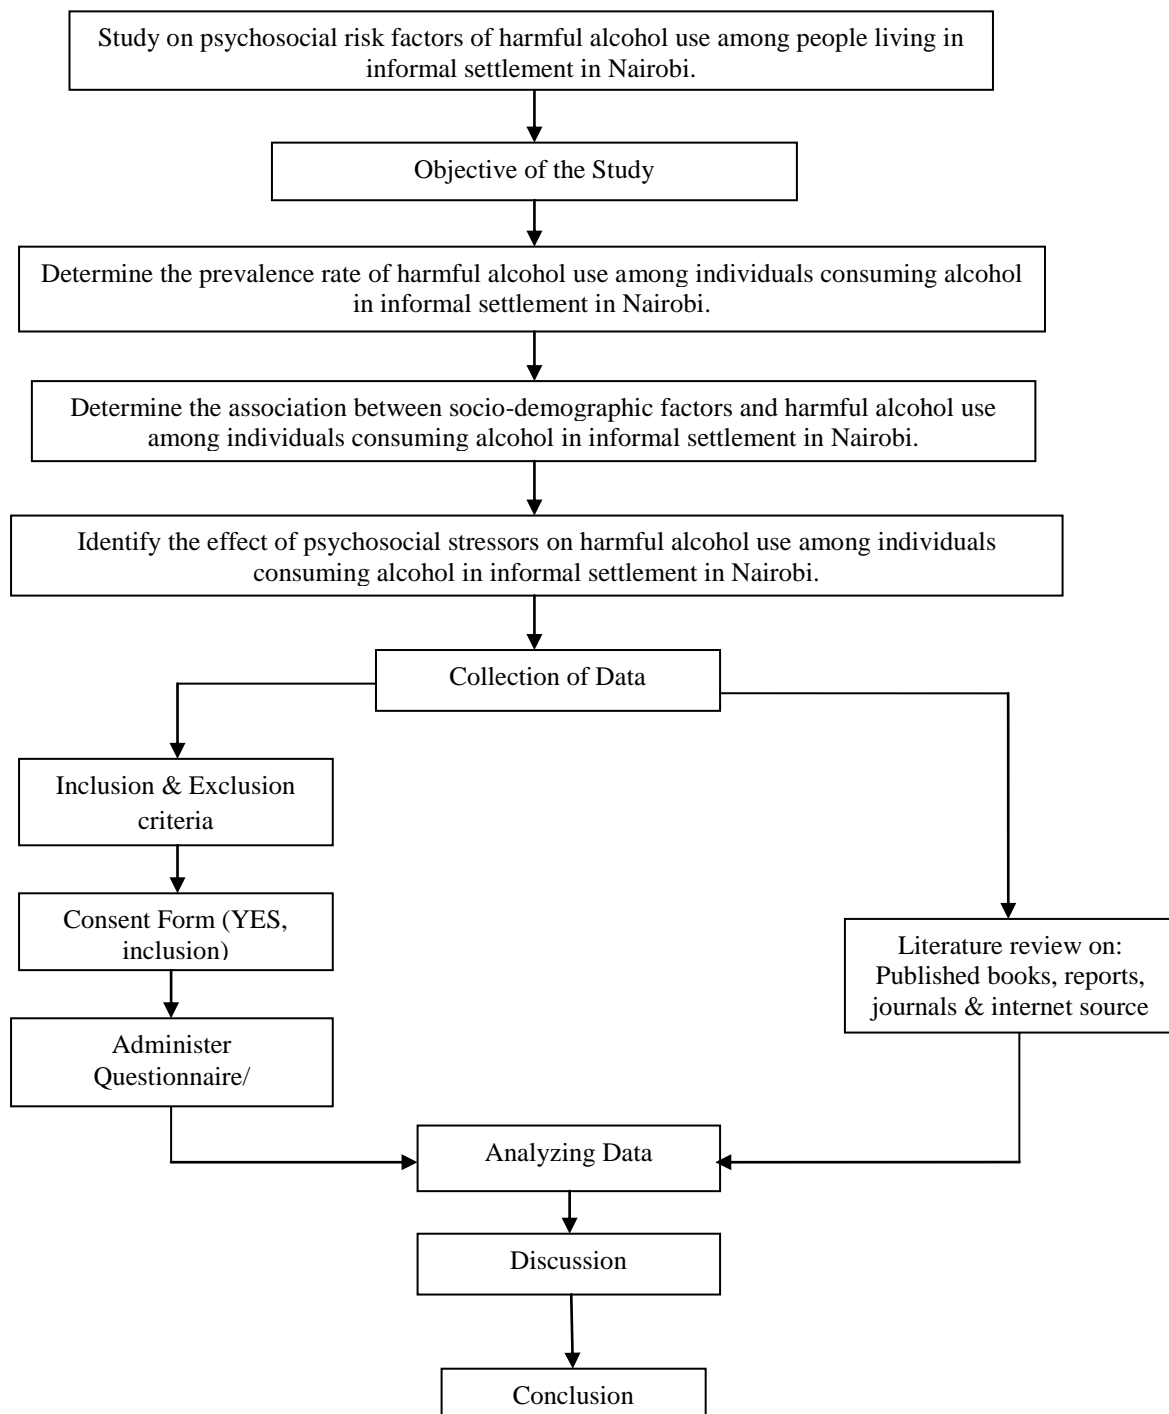 Study on psychosocial risk factors of harmful alcohol use among people living in
informal settlement in Nairobi.
Objective of the Study
Determine the prevalence rate of harmful alcohol use among individuals consuming alcohol
in informal settlement in Nairobi.
Determine the association between socio-demographic factors and harmful alcohol use
among individuals consuming alcohol in informal settlement in Nairobi.
Identify the effect of psychosocial stressors on harmful alcohol use among individuals
consuming alcohol in informal settlement in Nairobi.
Collection of Data
Inclusion & Exclusion
criteria
Consent Form (YES,
inclusion)
Administer
Questionnaire/
Literature review on:
Published books, reports,
journals & internet source
Analyzing Data
Discussion
Conclusion